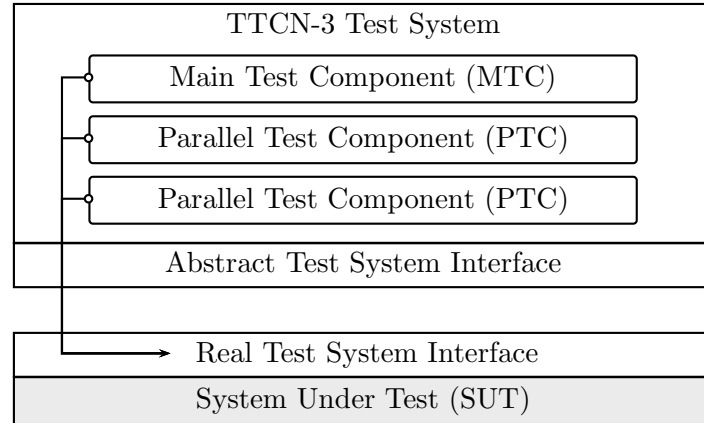 TTCN-3 Test System
Main Test Component (MTC)
Parallel Test Component (PTC)
Parallel Test Component (PTC)
Abstract Test System Interface
Real Test System Interface
System Under Test (SUT)